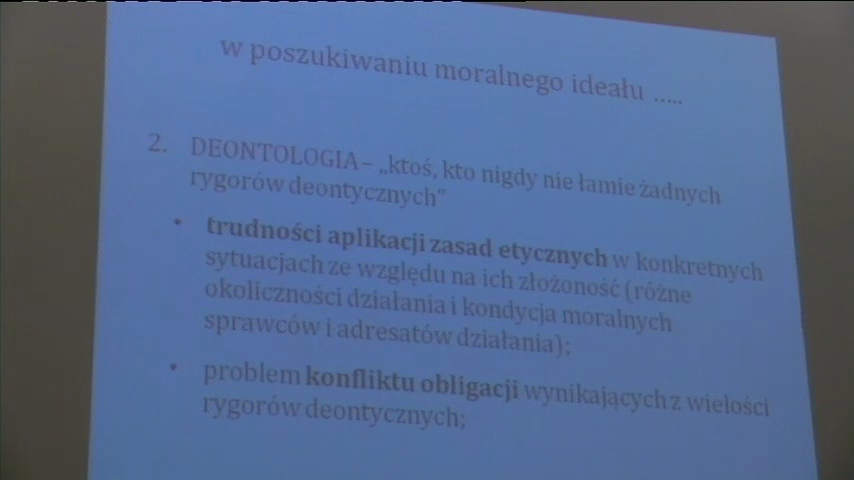 w poszukiwaniu moralnego ideału .....
2. DEONTOLOGIA – „ktoś, kto nigdy nie łamie żadnych
rygorów deontycznych”
• trudności aplikacji zasad etycznych w konkretnych
sytuacjach ze względu na ich złożoność (różne
okoliczności działania i kondycja moralnych
sprawców i adresatów działania);
• problem konfliktu obligacji wynikających z wielości
rygorów deontycznych;